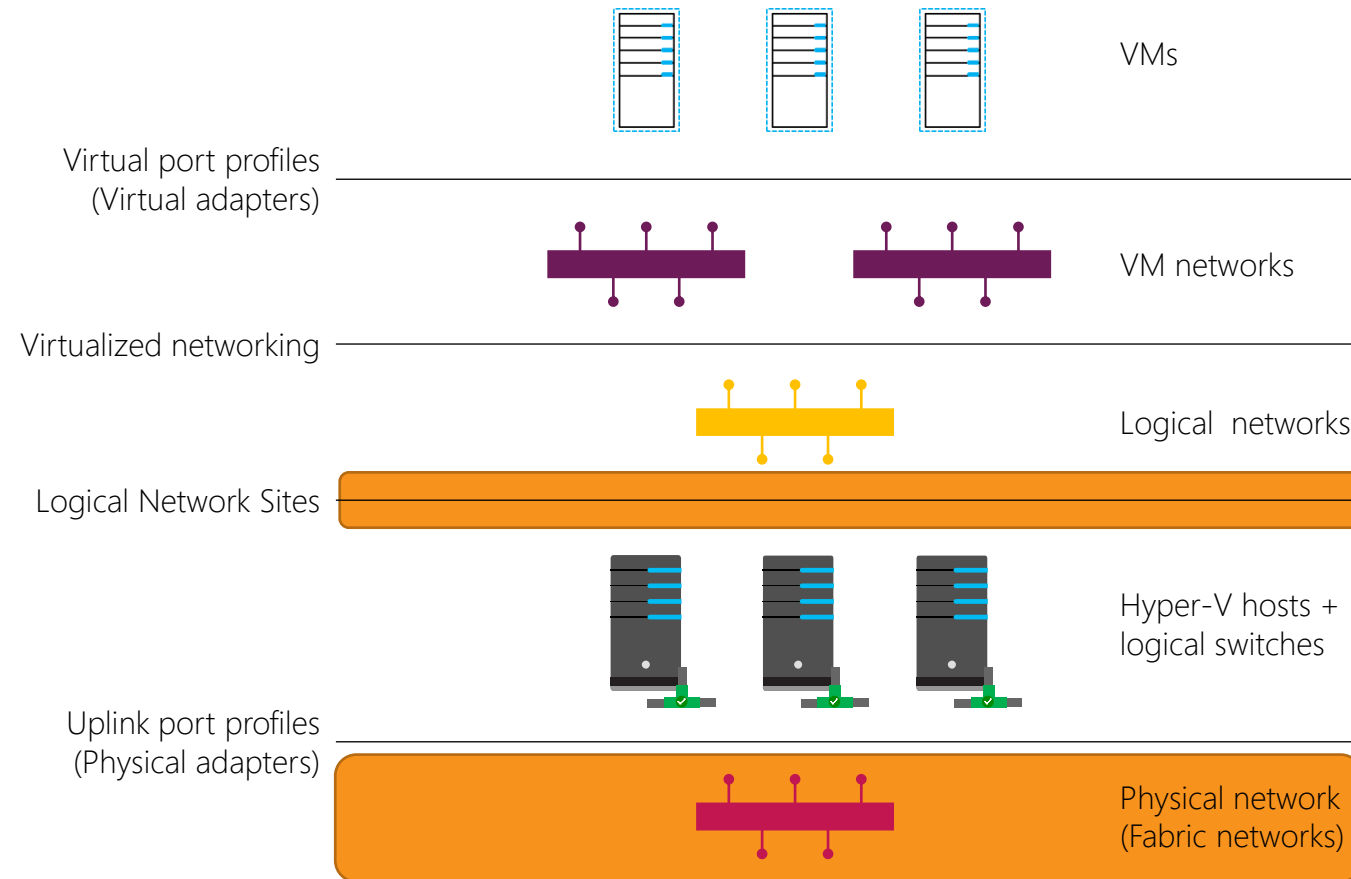 VMs
Virtual port profiles
(Virtual adapters)
VM networks
Virtualized networking
Logical  networks
Logical Network Sites
Hyper-V hosts +
logical switches
Uplink port profiles
(Physical adapters)
Physical network
(Fabric networks)